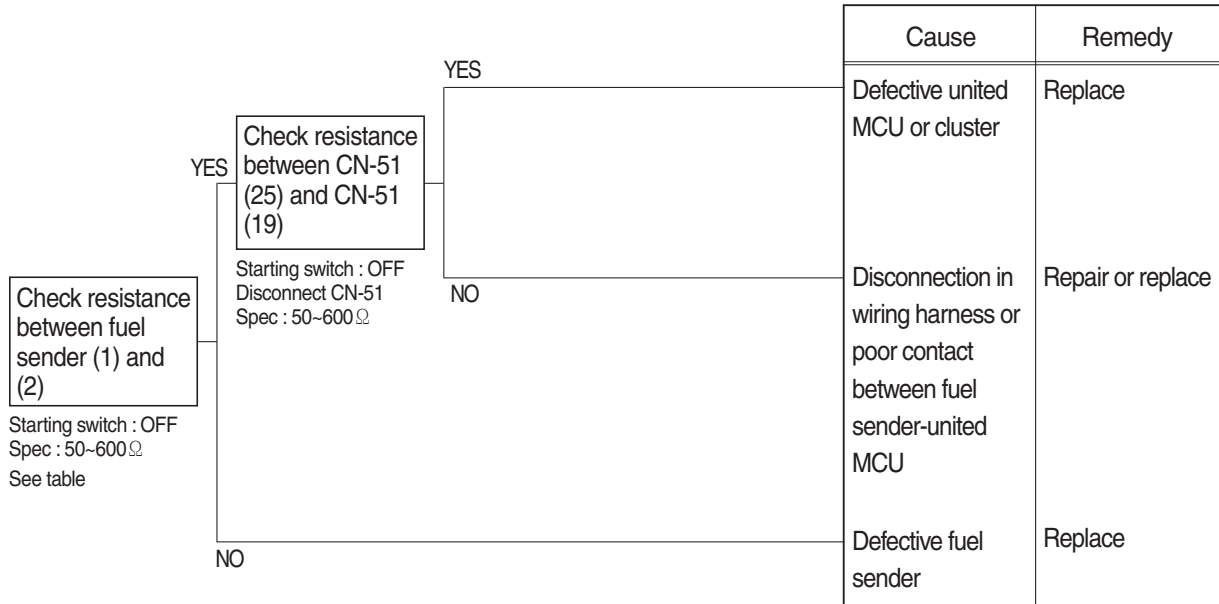 Cause
Remedy
YES
Defective united
MCU or cluster
Replace
YES
Check resistance
between CN-51
(25) and CN-51
(19)
Starting switch : OFF
Disconnect CN-51
Spec : 50~600Ω
NO
Disconnection in
wiring harness or
poor contact
between fuel
sender-united
MCU
Repair or replace
Check resistance
between fuel
sender (1) and
(2)
Starting switch : OFF
Spec : 50~600Ω
See table
NO
Defective fuel
sender
Replace